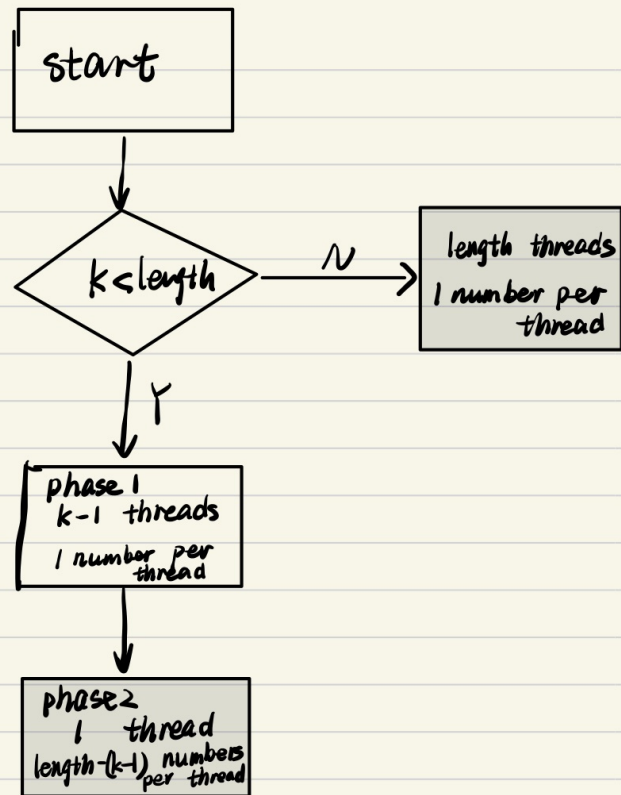 start
k<length
N
length threads
1 number per
thread
Y
phase 1
k-1 threads
1 number per
thread
phase2
1 thread
length-(k-1) numbers
per thread